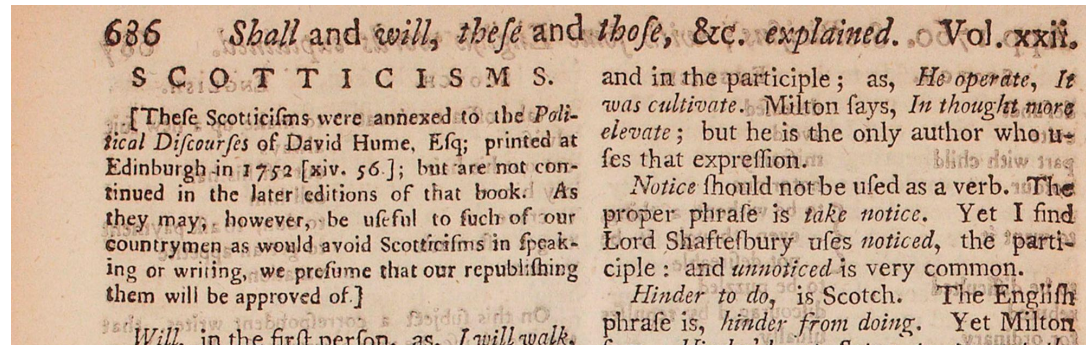 686 Shall and will, theſe and thoſe, &c. explained. Vol. xxii.
SCOTTICISMS.
[Theſe Scotticiſms were annexed to the Poli-
tical Diſcourſes of David Hume, Eſq; printed at
Edinburgh in 1752 [xiv. 56.]; but are not con-
tinued in the later editions of that book. As
they may, however, be uſeful to ſuch of our
countrymen as would avoid Scotticiſms in ſpeak-
ing or writing, we preſume that our republiſhing
them will be approved of.]
Will, in the firſt perſon, as, I will walk,
and in the participle; as, He operate, It
was cultivate. Milton ſays, In thought more
elevate; but he is the only author who u-
ſes that expreſſion.
Notice ſhould not be uſed as a verb. The
proper phraſe is take notice. Yet I find
Lord Shafteſbury uſes noticed, the parti-
ciple: and unnoticed is very common.
Hinder to do, is Scotch. The Engliſh
phraſe is, hinder from doing. Yet Milton